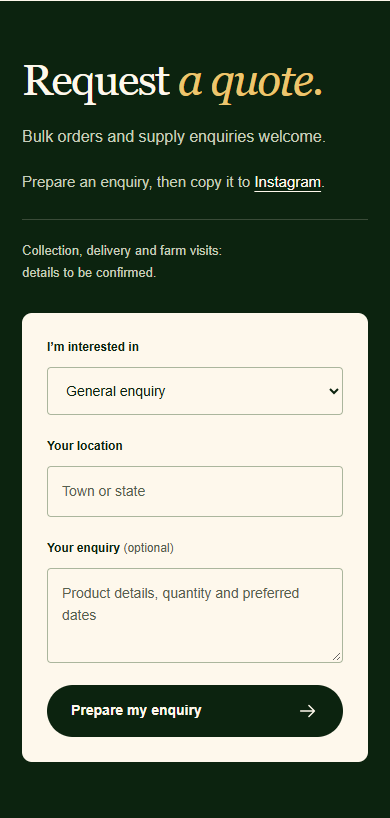 Request a quote.
Bulk orders and supply enquiries welcome.
Prepare an enquiry, then copy it to Instagram.
Collection, delivery and farm visits:
details to be confirmed.
I’m interested in
General enquiry
Your location
Town or state
Your enquiry (optional)
Product details, quantity and preferred
dates
Prepare my enquiry